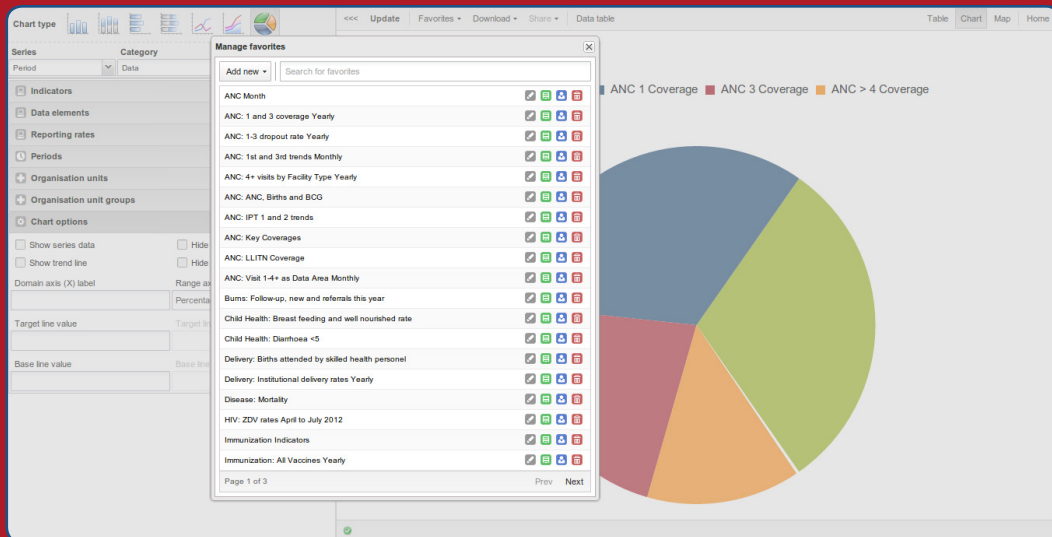 Chart type
<<< Update Favorites Download Share Data table Table Chart Map Home
Series Category
Period Data
Indicators
Data elements
Reporting rates
Periods
Organisation units
Organisation unit groups
Chart options
Show series data Hide
Show trend line Hide
Domain axis (X) label Range
Target line value
Base line value Base line
Manage favorites
Add new Search for favorites
ANC Month
ANC: 1 and 3 coverage Yearly
ANC: 1-3 dropout rate Yearly
ANC: 1st and 3rd trends Monthly
ANC: 4+ visits by Facility Type Yearly
ANC: ANC, Births and BCG
ANC: IPT 1 and 2 trends
ANC: Key Coverages
ANC: LLITN Coverage
ANC: Visit 1-4+ as Data Area Monthly
Burns: Follow-up, new and referrals this year
Child Health: Breast feeding and well nourished rate
Child Health: Diarrhoea <5
Delivery: Births attended by skilled health personel
Delivery: Institutional delivery rates Yearly
Disease: Mortality
HIV: ZDV rates April to July 2012
Immunization Indicators
Immunization: All Vaccines Yearly
Page 1 of 3 Prev Next
ANC 1 Coverage ANC 3 Coverage ANC > 4 Coverage